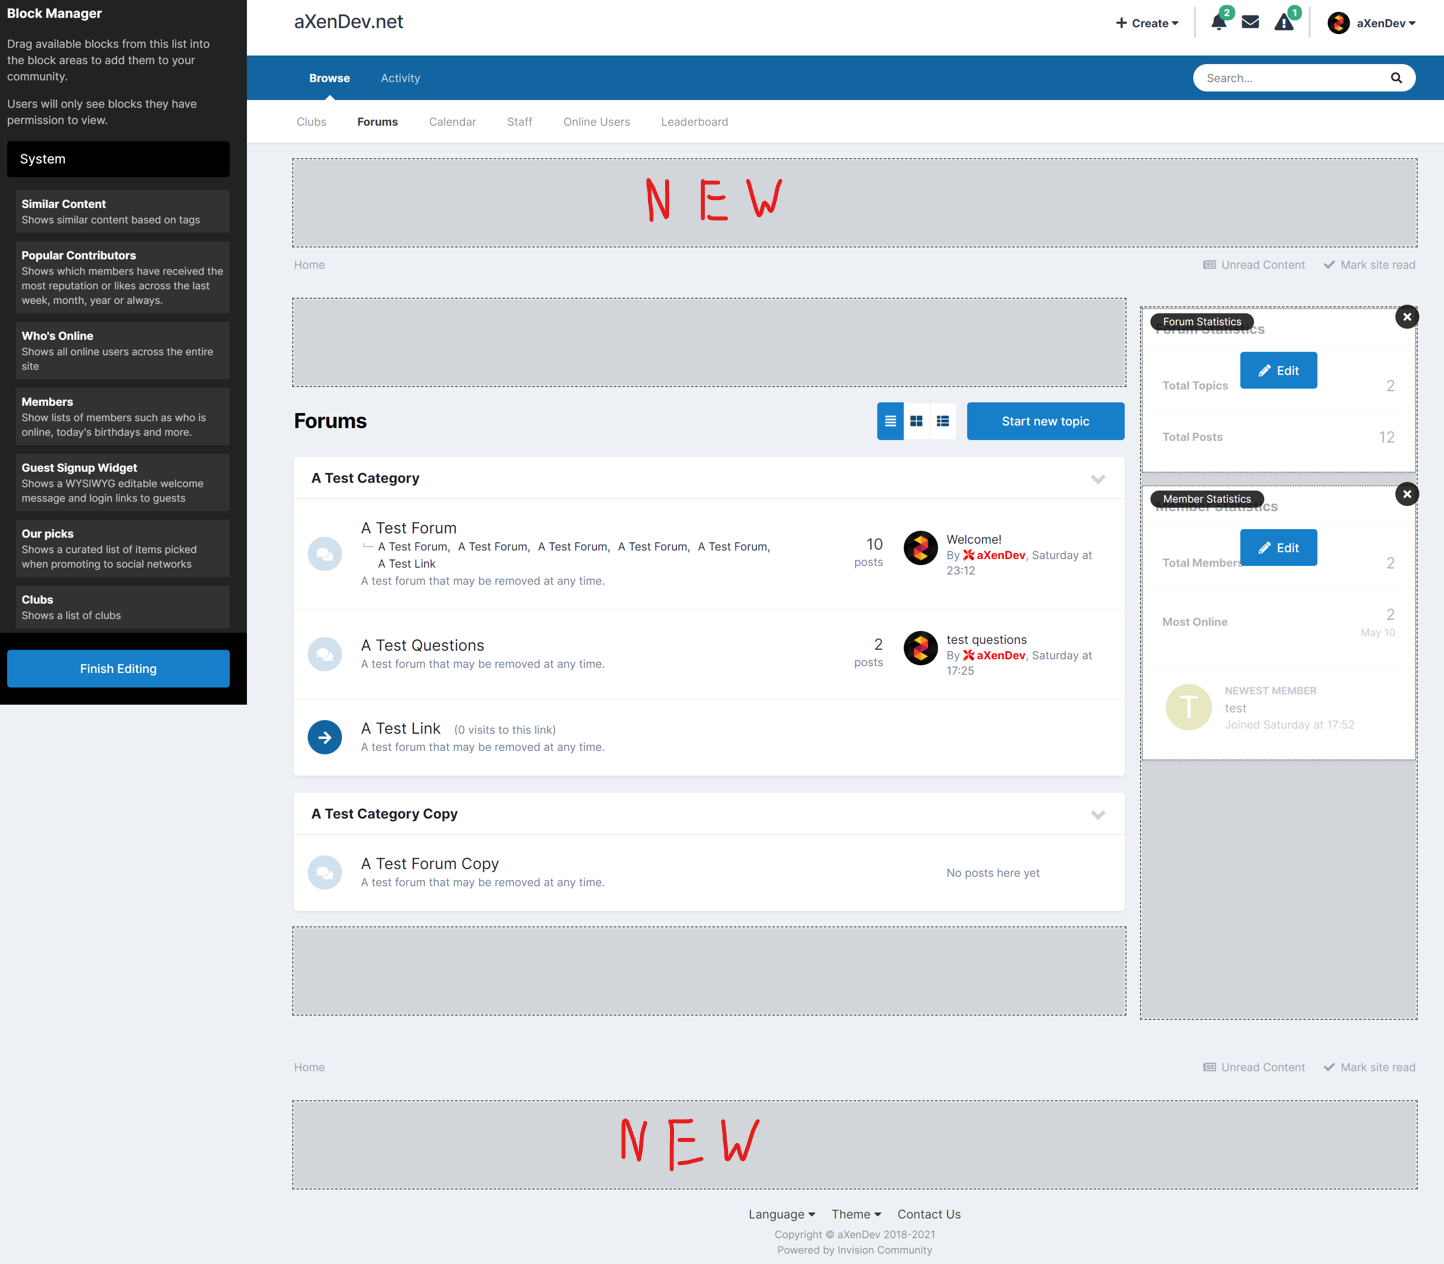 Block Manager
Drag available blocks from this list into
the block areas to add them to your
community.
Users will only see blocks they have
permission to view.
System
Similar Content
Shows similar content based on tags
Popular Contributors
Shows which members have received the
most reputation or likes across the last
week, month, year or always.
Who's Online
Shows all online users across the entire
site
Members
Show lists of members such as who is
online, today's birthdays and more.
Guest Signup Widget
Shows a WYSIWYG editable welcome
message and login links to guests
Our picks
Shows a curated list of items picked
when promoting to social networks
Clubs
Shows a list of clubs
Finish Editing
aXenDev.net
Create
2
1
aXenDev
Browse Activity
Search...
Clubs Forums Calendar Staff Online Users Leaderboard
NEW
Home
Unread Content Mark site read
Forums
Start new topic
A Test Category
A Test Forum
A Test Forum, A Test Forum, A Test Forum, A Test Forum, A Test Forum,
A Test Link
A test forum that may be removed at any time.
10
posts
Welcome!
By aXenDev, Saturday at
23:12
A Test Questions
A test forum that may be removed at any time.
2
posts
test questions
By aXenDev, Saturday at
17:25
A Test Link (0 visits to this link)
A test forum that may be removed at any time.
A Test Category Copy
A Test Forum Copy
A test forum that may be removed at any time.
No posts here yet
Forum Statistics
Forum Statistics
Edit
Total Topics 2
Total Posts 12
Member Statistics
Member Statistics
Edit
Total Members 2
Most Online 2
May 10
T
NEWEST MEMBER
test
Joined Saturday at 17:52
Home
Unread Content Mark site read
NEW
Language Theme Contact Us
Copyright © aXenDev 2018-2021
Powered by Invision Community